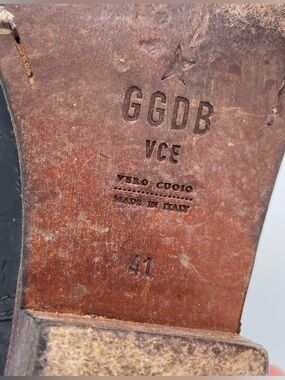 GGDB
VCE
VERO CUOIO
MADE IN ITALY
41